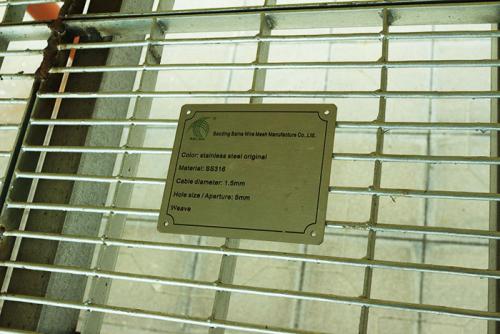 Baoding Baina Wire Mesh Manufacture Co.,Ltd.
Color: stainless steel original
Material: SS316
Cable diameter: 1.5mm
Hole size / Aperture: 5mm
Weave